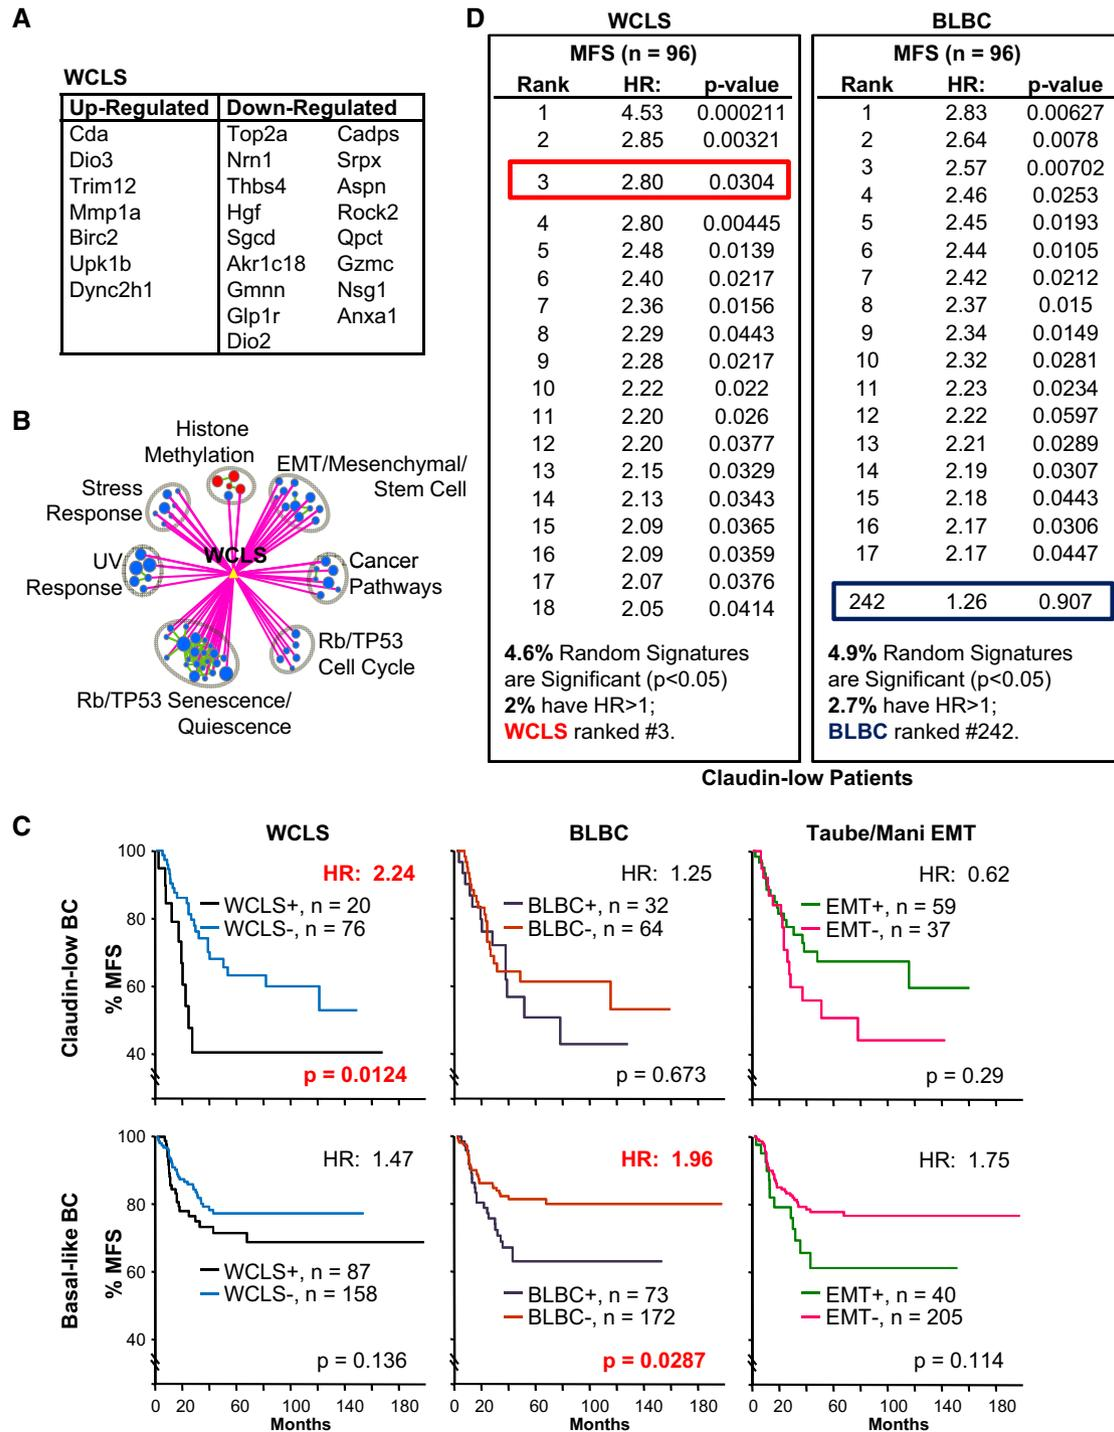 A
WCLS
Up-Regulated Down-Regulated
Cda Top2a Cadps
Dio3 Nrn1 Srpx
Trim12 Thbs4 Aspn
Mmp1a Hgf Rock2
Birc2 Sgcd Qpct
Upk1b Akr1c18 Gzmc
Dync2h1 Gmnn Nsg1
Glp1r Anxa1
Dio2
B
Histone
Methylation
EMT/Mesenchymal/
Stem Cell
Stress
Response
WCLS
UV
Response
Cancer
Pathways
Rb/TP53
Cell Cycle
Rb/TP53 Senescence/
Quiescence
D
WCLS
MFS (n = 96)
Rank HR: p-value
1 4.53 0.000211
2 2.85 0.00321
3 2.80 0.0304
4 2.80 0.00445
5 2.48 0.0139
6 2.40 0.0217
7 2.36 0.0156
8 2.29 0.0443
9 2.28 0.0217
10 2.22 0.022
11 2.20 0.026
12 2.20 0.0377
13 2.15 0.0329
14 2.13 0.0343
15 2.09 0.0365
16 2.09 0.0359
17 2.07 0.0376
18 2.05 0.0414
4.6% Random Signatures
are Significant (p<0.05)
2% have HR>1;
WCLS ranked #3.
BLBC
MFS (n = 96)
Rank HR: p-value
1 2.83 0.00627
2 2.64 0.0078
3 2.57 0.00702
4 2.46 0.0253
5 2.45 0.0193
6 2.44 0.0105
7 2.42 0.0212
8 2.37 0.015
9 2.34 0.0149
10 2.32 0.0281
11 2.23 0.0234
12 2.22 0.0597
13 2.21 0.0289
14 2.19 0.0307
15 2.18 0.0443
16 2.17 0.0306
17 2.17 0.0447
242 1.26 0.907
4.9% Random Signatures
are Significant (p<0.05)
2.7% have HR>1;
BLBC ranked #242.
Claudin-low Patients
C
WCLS
BLBC
Taube/Mani EMT
Claudin-low BC
% MFS
100
80
60
40
HR: 2.24
WCLS+, n = 20
WCLS-, n = 76
p = 0.0124
HR: 1.25
BLBC+, n = 32
BLBC-, n = 64
p = 0.673
HR: 0.62
EMT+, n = 59
EMT-, n = 37
p = 0.29
Basal-like BC
% MFS
100
80
60
40
HR: 1.47
WCLS+, n = 87
WCLS-, n = 158
p = 0.136
0 20 60 100 140 180
Months
HR: 1.96
BLBC+, n = 73
BLBC-, n = 172
p = 0.0287
0 20 60 100 140 180
Months
HR: 1.75
EMT+, n = 40
EMT-, n = 205
p = 0.114
0 20 60 100 140 180
Months